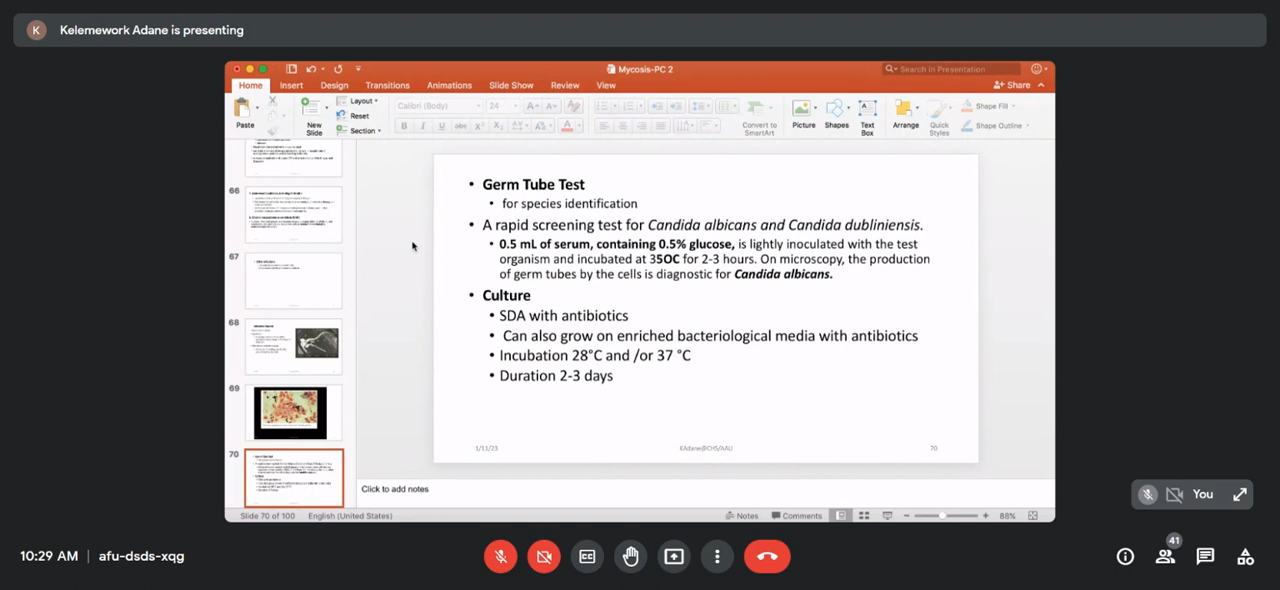 K
Kelemework Adane is presenting
Mycosis-PC 2
Search in Presentation
Home Insert Design Transitions Animations Slide Show Review View
Share
Paste
New Slide
Layout
Reset
Section
Calibri (Body) 24
Convert to SmartArt
Picture Shapes Text Box Arrange Quick Styles
Shape Fill
Shape Outline
66
67
68
69
70
• Germ Tube Test
• for species identification
• A rapid screening test for Candida albicans and Candida dubliniensis.
• 0.5 mL of serum, containing 0.5% glucose, is lightly inoculated with the test
organism and incubated at 35OC for 2-3 hours. On microscopy, the production
of germ tubes by the cells is diagnostic for Candida albicans.
• Culture
• SDA with antibiotics
• Can also grow on enriched bacteriological media with antibiotics
• Incubation 28°C and /or 37 °C
• Duration 2-3 days
1/11/23 KAdane@CHS/AAU 70
Click to add notes
Slide 70 of 100 English (United States) Notes Comments 88%
You
10:29 AM | afu-dsds-xqg
CC
41